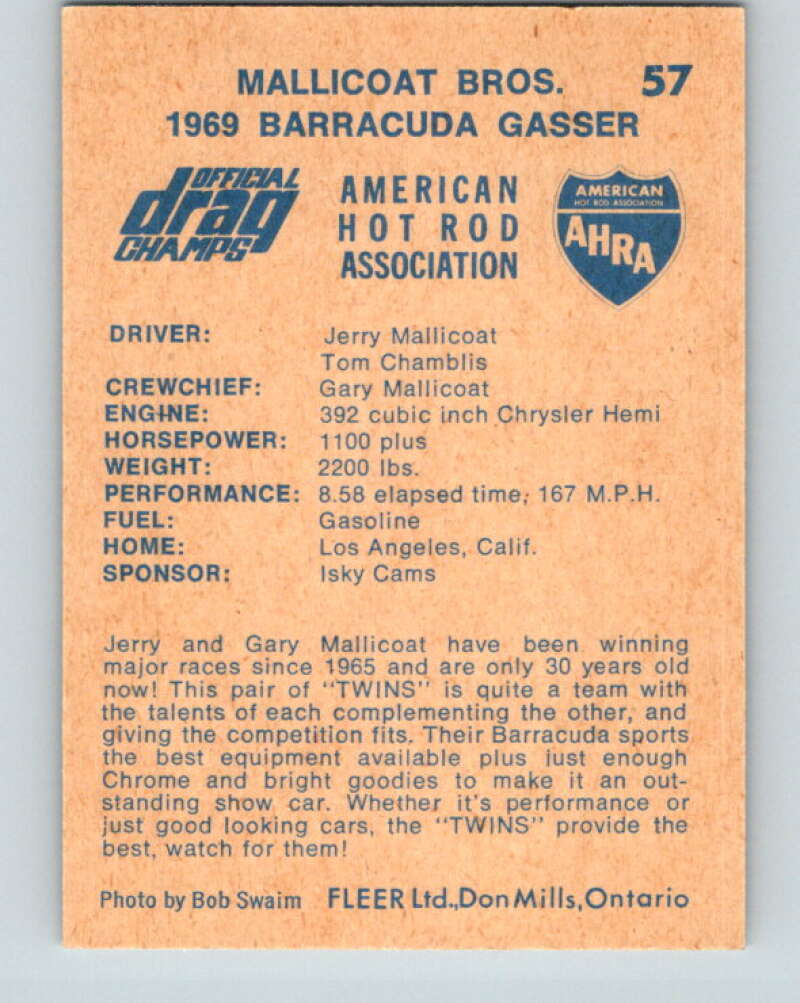 MALLICOAT BROS. 57
1969 BARRACUDA GASSER
OFFICIAL
drag
CHAMPS
AMERICAN
HOT ROD
ASSOCIATION
AMERICAN
HOT ROD ASSOCIATION
AHRA
DRIVER: Jerry Mallicoat
Tom Chamblis
CREWCHIEF: Gary Mallicoat
ENGINE: 392 cubic inch Chrysler Hemi
HORSEPOWER: 1100 plus
WEIGHT: 2200 lbs.
PERFORMANCE: 8.58 elapsed time; 167 M.P.H.
FUEL: Gasoline
HOME: Los Angeles, Calif.
SPONSOR: Isky Cams
Jerry and Gary Mallicoat have been winning
major races since 1965 and are only 30 years old
now! This pair of "TWINS" is quite a team with
the talents of each complementing the other, and
giving the competition fits. Their Barracuda sports
the best equipment available plus just enough
Chrome and bright goodies to make it an out-
standing show car. Whether it's performance or
just good looking cars, the "TWINS" provide the
best, watch for them!
Photo by Bob Swaim FLEER Ltd., Don Mills, Ontario